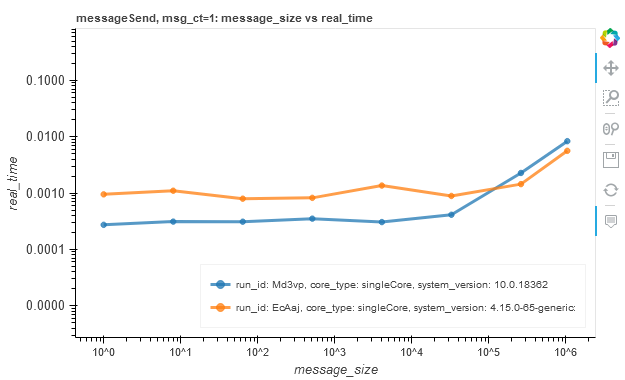 messageSend, msg_ct=1: message_size vs real_time
0.1000
0.0100
0.0010
0.0001
0.0000
real_time
run_id: Md3vp, core_type: singleCore, system_version: 10.0.18362
run_id: EcAaj, core_type: singleCore, system_version: 4.15.0-65-generic:
10^0 10^1 10^2 10^3 10^4 10^5 10^6
message_size